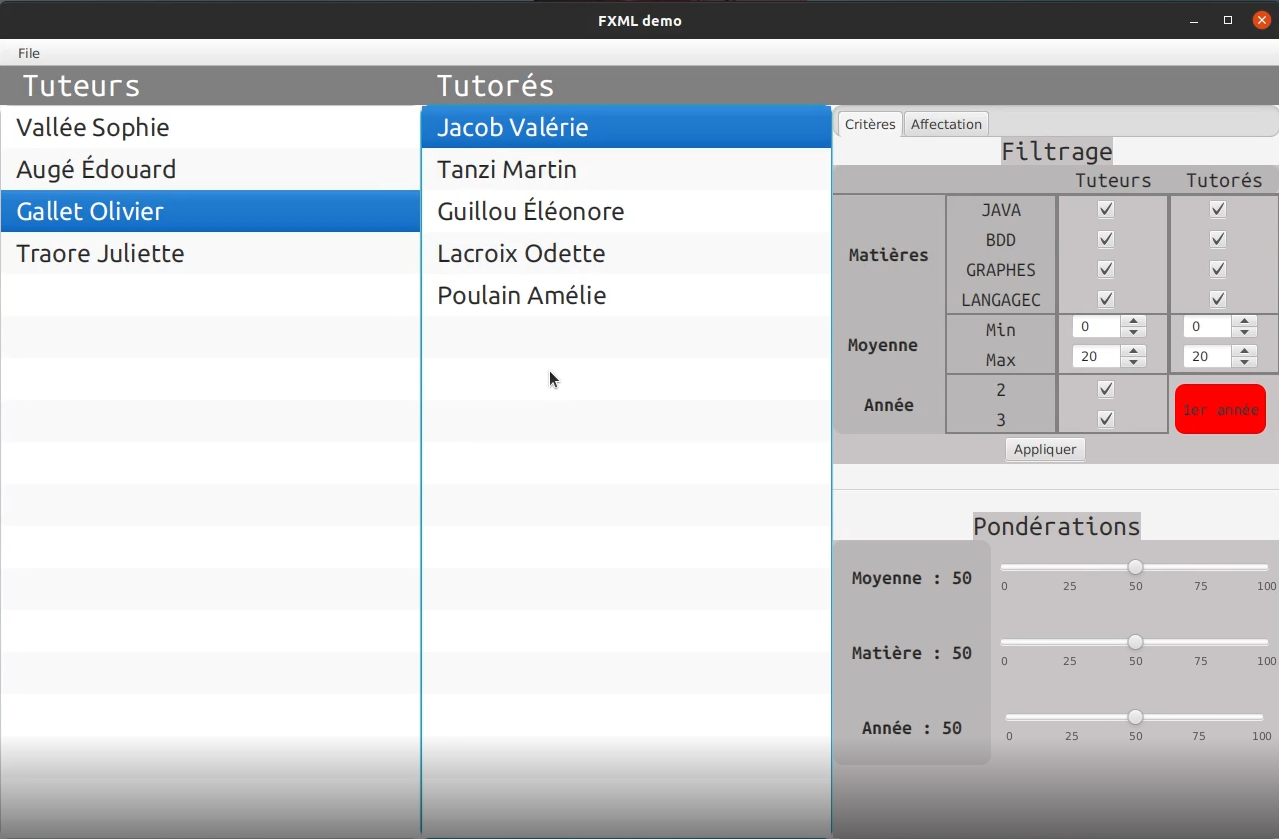 FXML demo
File
Tuteurs
Tutorés
Vallée Sophie
Augé Édouard
Gallet Olivier
Traore Juliette
Jacob Valérie
Tanzi Martin
Guillou Éléonore
Lacroix Odette
Poulain Amélie
Critères Affectation
Filtrage
Tuteurs Tutorés
Matières
JAVA
BDD
GRAPHES
LANGAGEC
Moyenne
Min 0 0
Max 20 20
Année
2
3
1er année
Appliquer
Pondérations
Moyenne : 50
0 25 50 75 100
Matière : 50
0 25 50 75 100
Année : 50
0 25 50 75 100